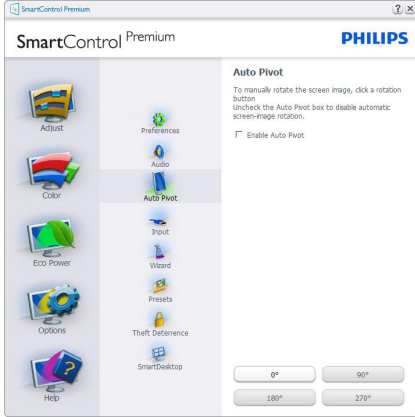 SmartControl Premium
SmartControl Premium
PHILIPS
Adjust
Color
Eco Power
Options
Help
Preferences
Audio
Auto Pivot
Input
Wizard
Presets
Theft Deterrence
SmartDesktop
Auto Pivot
To manually rotate the screen image, click a rotation
button
Uncheck the Auto Pivot box to disable automatic
screen-image rotation.
Enable Auto Pivot
0°
90°
180°
270°